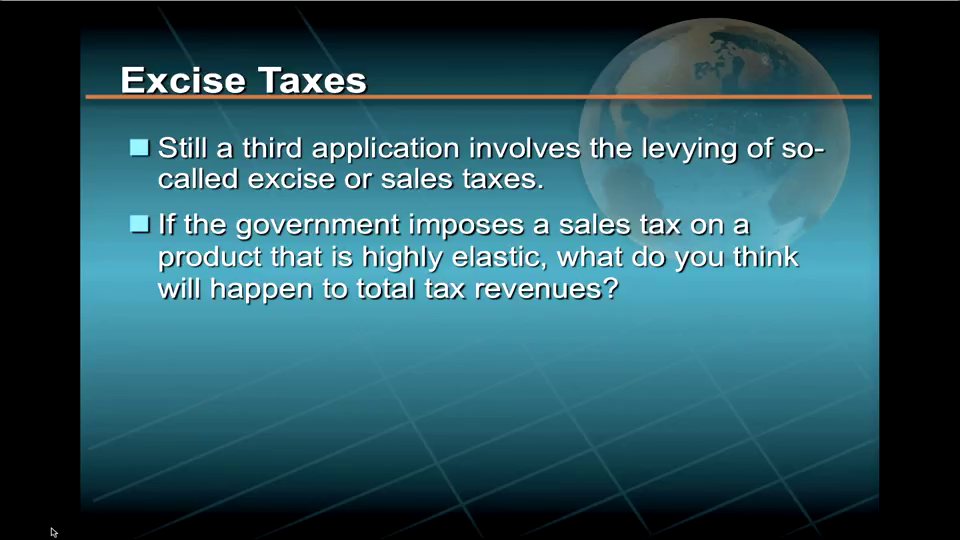 Excise Taxes
Still a third application involves the levying of so-
called excise or sales taxes.
If the government imposes a sales tax on a
product that is highly elastic, what do you think
will happen to total tax revenues?